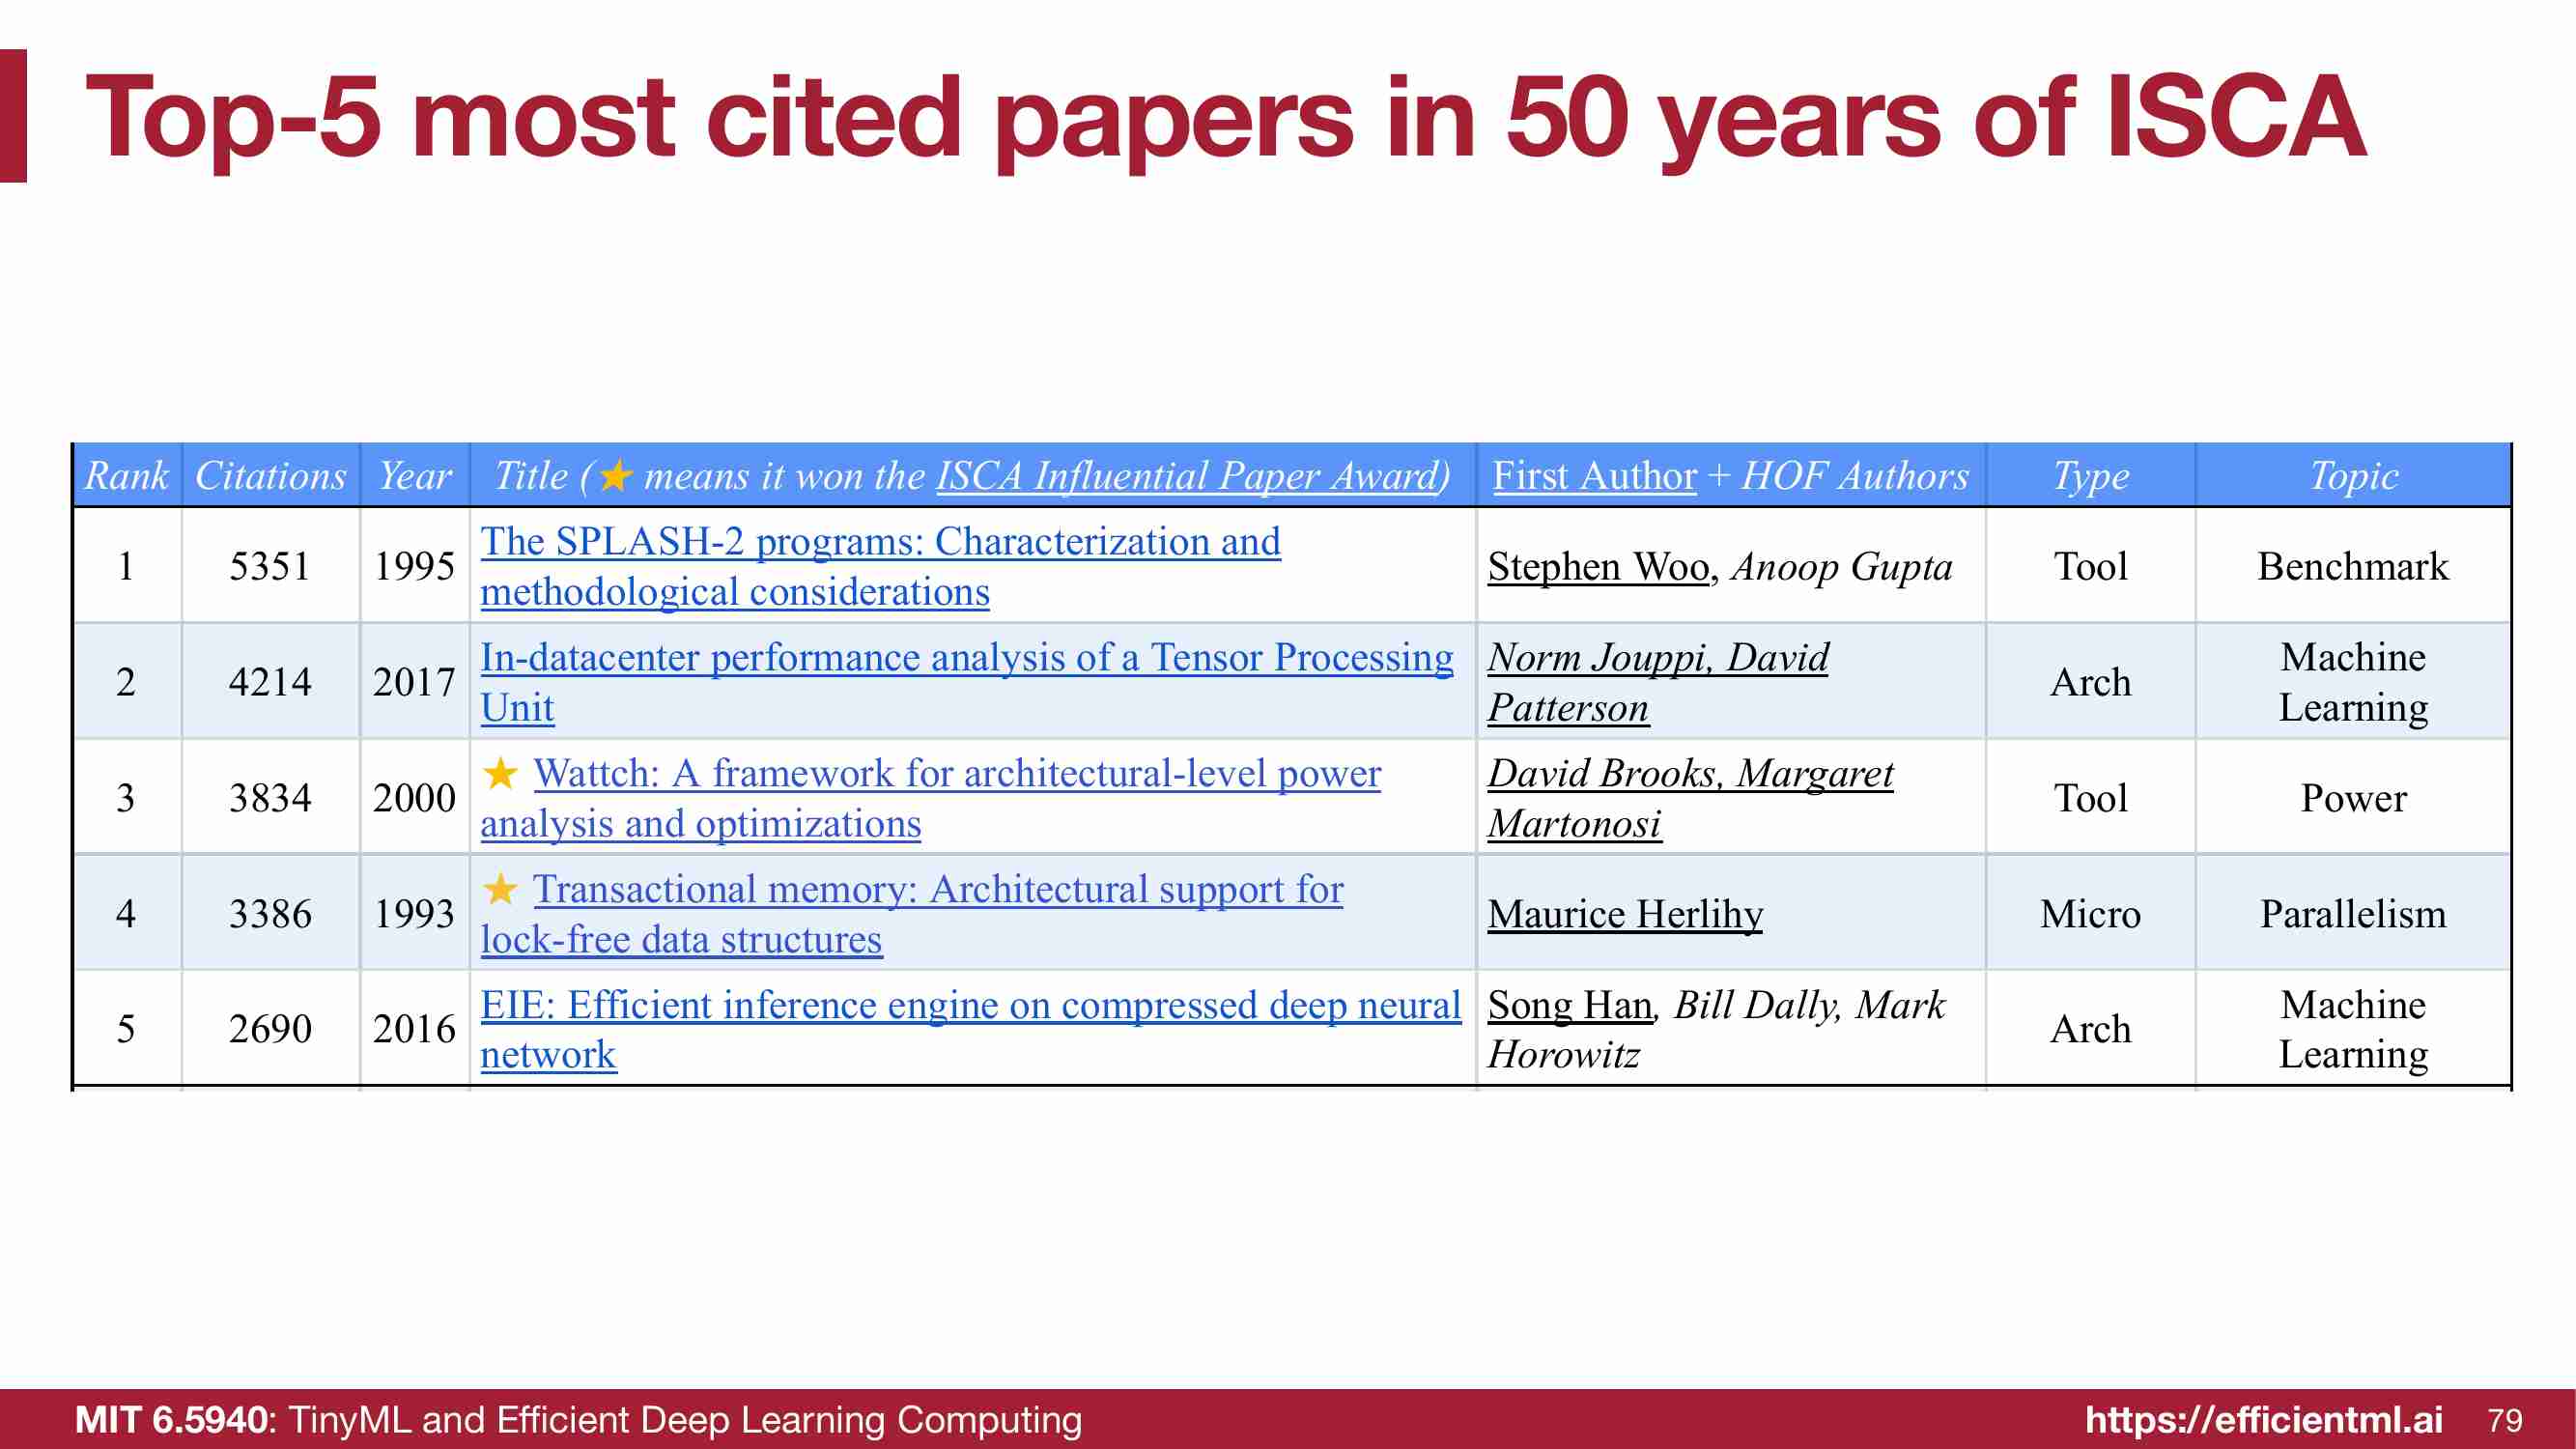 Top-5 most cited papers in 50 years of ISCA
Rank Citations Year Title (★ means it won the ISCA Influential Paper Award) First Author + HOF Authors Type Topic
1 5351 1995 The SPLASH-2 programs: Characterization and
methodological considerations
Stephen Woo, Anoop Gupta
Tool
Benchmark
2 4214 2017 In-datacenter performance analysis of a Tensor Processing
Unit
Norm Jouppi, David
Patterson
Arch
Machine
Learning
3 3834 2000 ★ Wattch: A framework for architectural-level power
analysis and optimizations
David Brooks, Margaret
Martonosi
Tool
Power
4 3386 1993 ★ Transactional memory: Architectural support for
lock-free data structures
Maurice Herlihy
Micro
Parallelism
5 2690 2016 EIE: Efficient inference engine on compressed deep neural
network
Song Han, Bill Dally, Mark
Horowitz
Arch
Machine
Learning
MIT 6.5940: TinyML and Efficient Deep Learning Computing
https://efficientml.ai 79